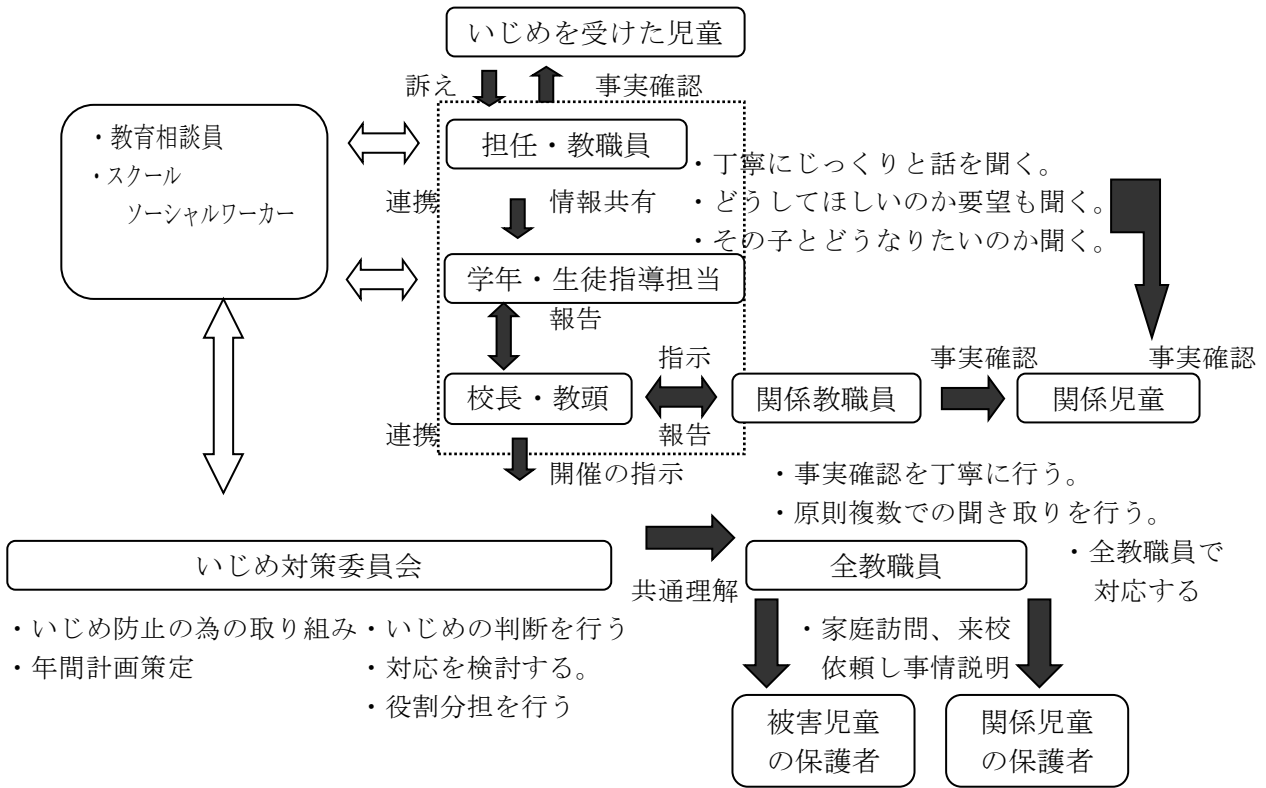 いじめを受けた児童
訴え
事実確認
・教育相談員
・スクール
ソーシャルワーカー
担任・教職員
・丁寧にじっくりと話を聞く。
連携
情報共有
・どうしてほしいのか要望も聞く。
・その子とどうなりたいのか聞く。
学年・生徒指導担当
報告
指示
事実確認
事実確認
校長・教頭
関係教職員
関係児童
連携
報告
開催の指示
・事実確認を丁寧に行う。
・原則複数での聞き取りを行う。
いじめ対策委員会
共通理解
全教職員
・全教職員で
対応する
・いじめ防止の為の取り組み
・年間計画策定
・いじめの判断を行う
・対応を検討する。
・役割分担を行う
・家庭訪問、来校
依頼し事情説明
被害児童
の保護者
関係児童
の保護者